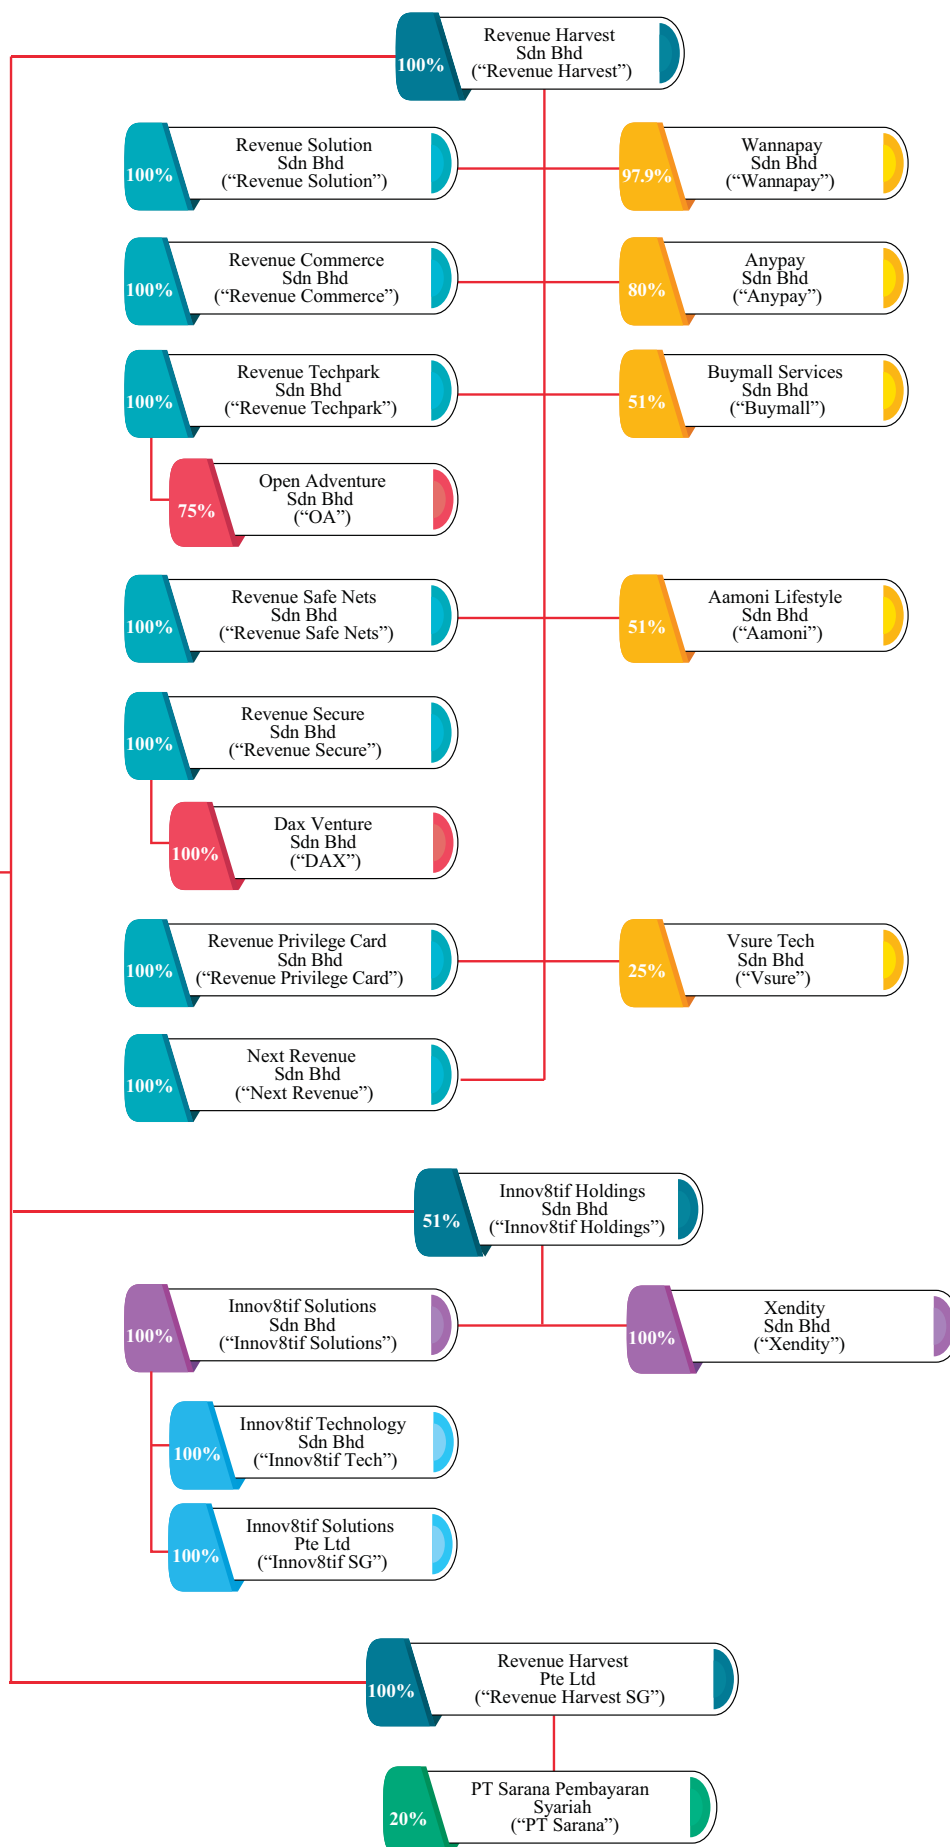 100%
Revenue Harvest
Sdn Bhd
(“Revenue Harvest”)
100%
Revenue Solution
Sdn Bhd
(“Revenue Solution”)
97.9%
Wannapay
Sdn Bhd
(“Wannapay”)
100%
Revenue Commerce
Sdn Bhd
(“Revenue Commerce”)
80%
Anypay
Sdn Bhd
(“Anypay”)
100%
Revenue Techpark
Sdn Bhd
(“Revenue Techpark”)
51%
Buymall Services
Sdn Bhd
(“Buymall”)
75%
Open Adventure
Sdn Bhd
(“OA”)
100%
Revenue Safe Nets
Sdn Bhd
(“Revenue Safe Nets”)
51%
Aamoni Lifestyle
Sdn Bhd
(“Aamoni”)
100%
Revenue Secure
Sdn Bhd
(“Revenue Secure”)
100%
Dax Venture
Sdn Bhd
(“DAX”)
100%
Revenue Privilege Card
Sdn Bhd
(“Revenue Privilege Card”)
25%
Vsure Tech
Sdn Bhd
(“Vsure”)
100%
Next Revenue
Sdn Bhd
(“Next Revenue”)
51%
Innov8tif Holdings
Sdn Bhd
(“Innov8tif Holdings”)
100%
Innov8tif Solutions
Sdn Bhd
(“Innov8tif Solutions”)
100%
Xendity
Sdn Bhd
(“Xendity”)
100%
Innov8tif Technology
Sdn Bhd
(“Innov8tif Tech”)
100%
Innov8tif Solutions
Pte Ltd
(“Innov8tif SG”)
100%
Revenue Harvest
Pte Ltd
(“Revenue Harvest SG”)
20%
PT Sarana Pembayaran
Syariah
(“PT Sarana”)